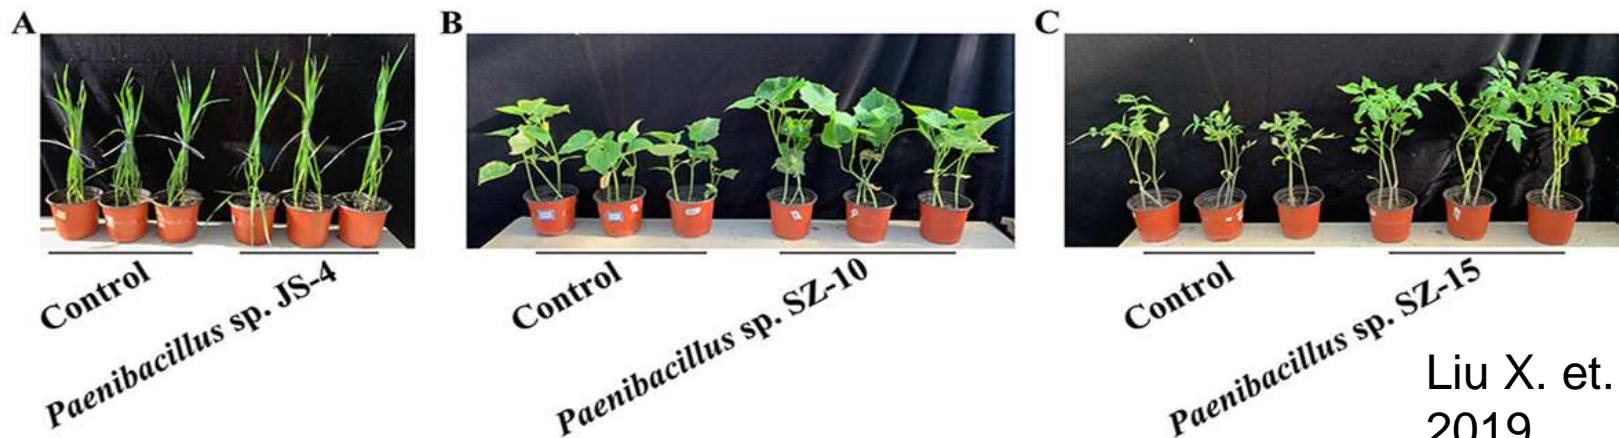 A
B
C
Control
Paenibacillus sp. JS-4
Control
Paenibacillus sp. SZ-10
Control
Paenibacillus sp. SZ-15
Liu X. et.
2019